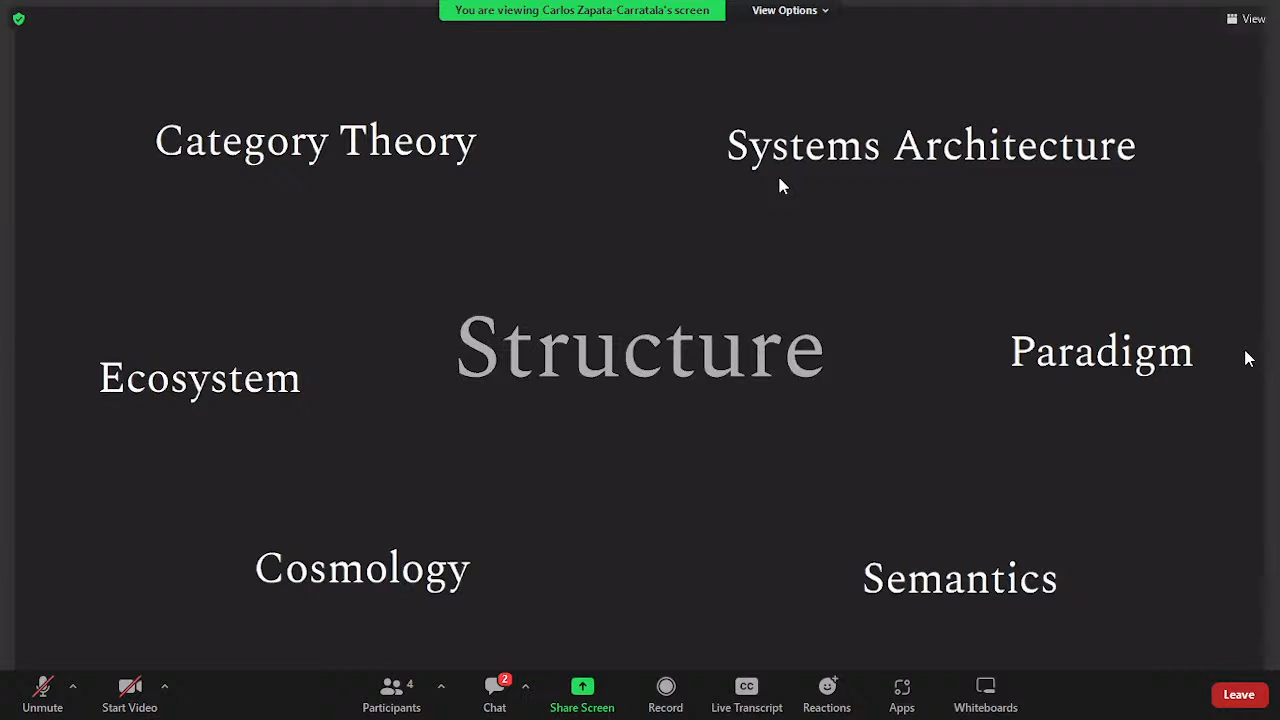 You are viewing Carlos Zapata-Carratala's screen
View Options
View
Category Theory
Systems Architecture
Structure
Paradigm
Ecosystem
Cosmology
Semantics
4
2
CC
Unmute
Start Video
Participants
Chat
Share Screen
Record
Live Transcript
Reactions
Apps
Whiteboards
Leave